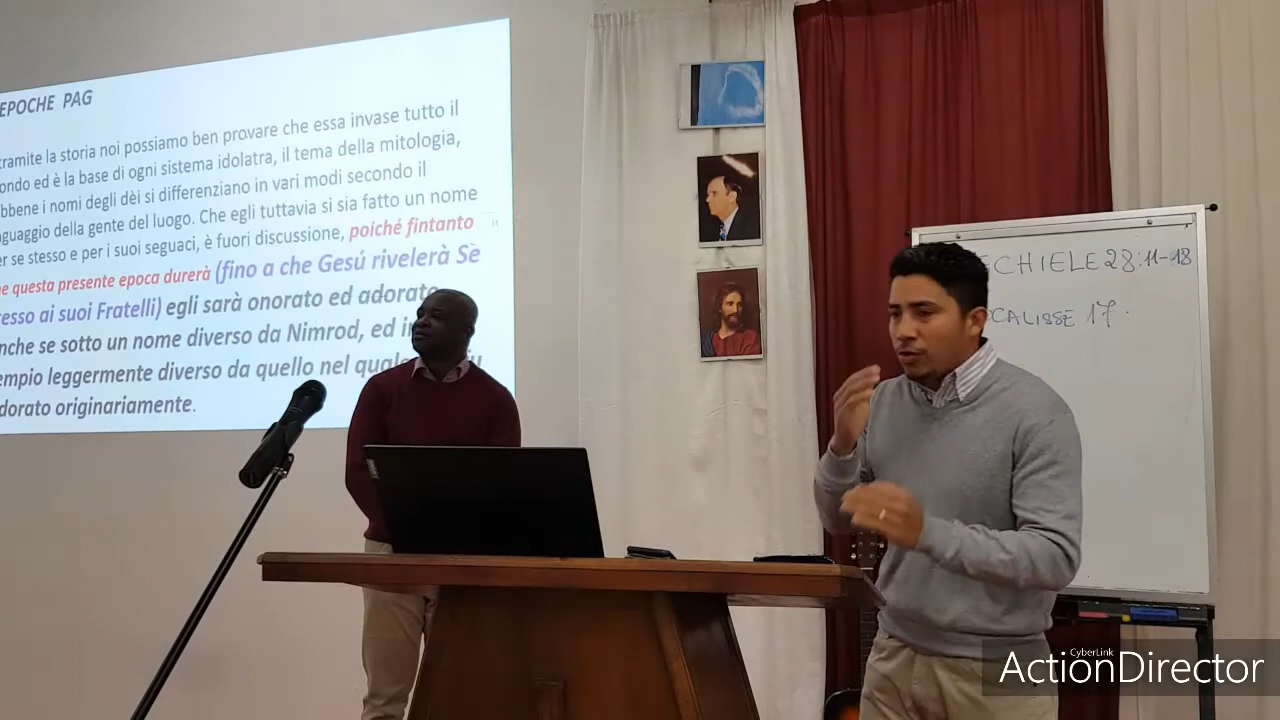 EPOCHE PAG
tramite la storia noi possiamo ben provare che essa invase tutto il
ondo ed è la base di ogni sistema idolatra, il tema della mitologia,
bbene i nomi degli dèi si differenziano in vari modi secondo il
nguaggio della gente del luogo. Che egli tuttavia si sia fatto un nome
er se stesso e per i suoi seguaci, è fuori discussione, poiché fintanto
he questa presente epoca durerà (fino a che Gesú rivelerà Sè
tesso ai suoi Fratelli) egli sarà onorato ed adorato
nche se sotto un nome diverso da Nimrod, ed in
empio leggermente diverso da quello nel qual
dorato originariamente.
ECHIELE 28:11-18
CALISSE 17.
CyberLink
ActionDirector